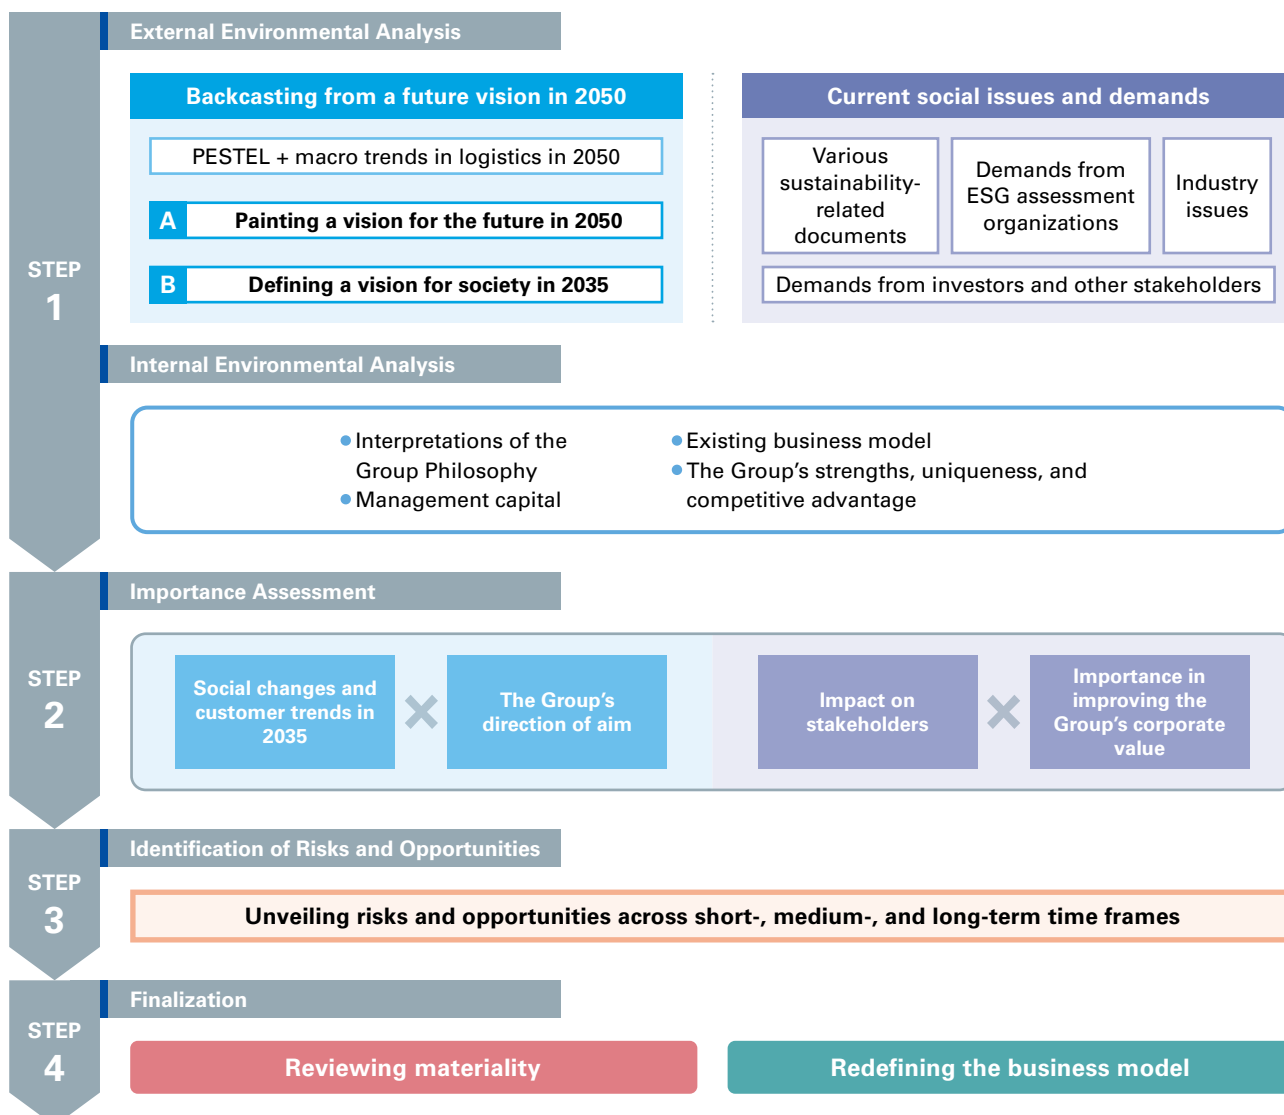 STEP
1
External Environmental Analysis
Backcasting from a future vision in 2050
PESTEL + macro trends in logistics in 2050
A
Painting a vision for the future in 2050
B
Defining a vision for society in 2035
Current social issues and demands
Various
sustainability-
related
documents
Demands from
ESG assessment
organizations
Industry
issues
Demands from investors and other stakeholders
Internal Environmental Analysis
• Interpretations of the
Group Philosophy
• Management capital
• Existing business model
• The Group’s strengths, uniqueness, and
competitive advantage
STEP
2
Importance Assessment
Social changes and
customer trends in
2035
×
The Group’s
direction of aim
Impact on
stakeholders
×
Importance in
improving the
Group’s corporate
value
STEP
3
Identification of Risks and Opportunities
Unveiling risks and opportunities across short-, medium-, and long-term time frames
STEP
4
Finalization
Reviewing materiality
Redefining the business model